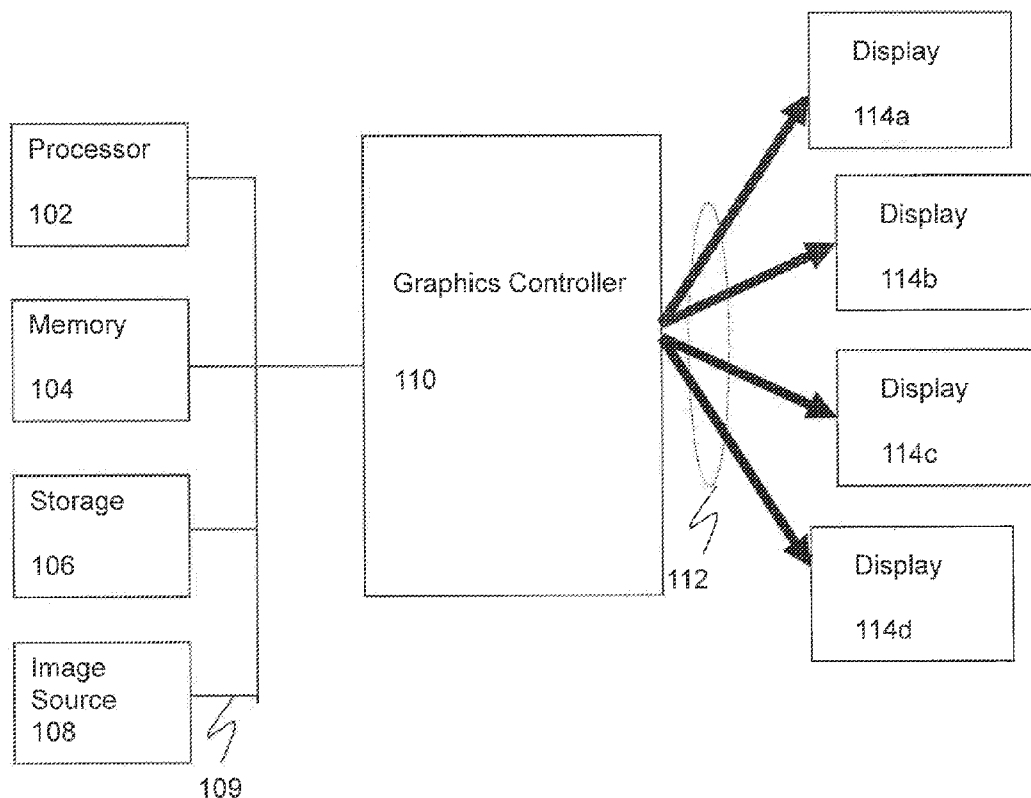 Processor
102
Memory
104
Storage
106
Image
Source
108
109
Graphics Controller
110
112
Display
114a
Display
114b
Display
114c
Display
114d